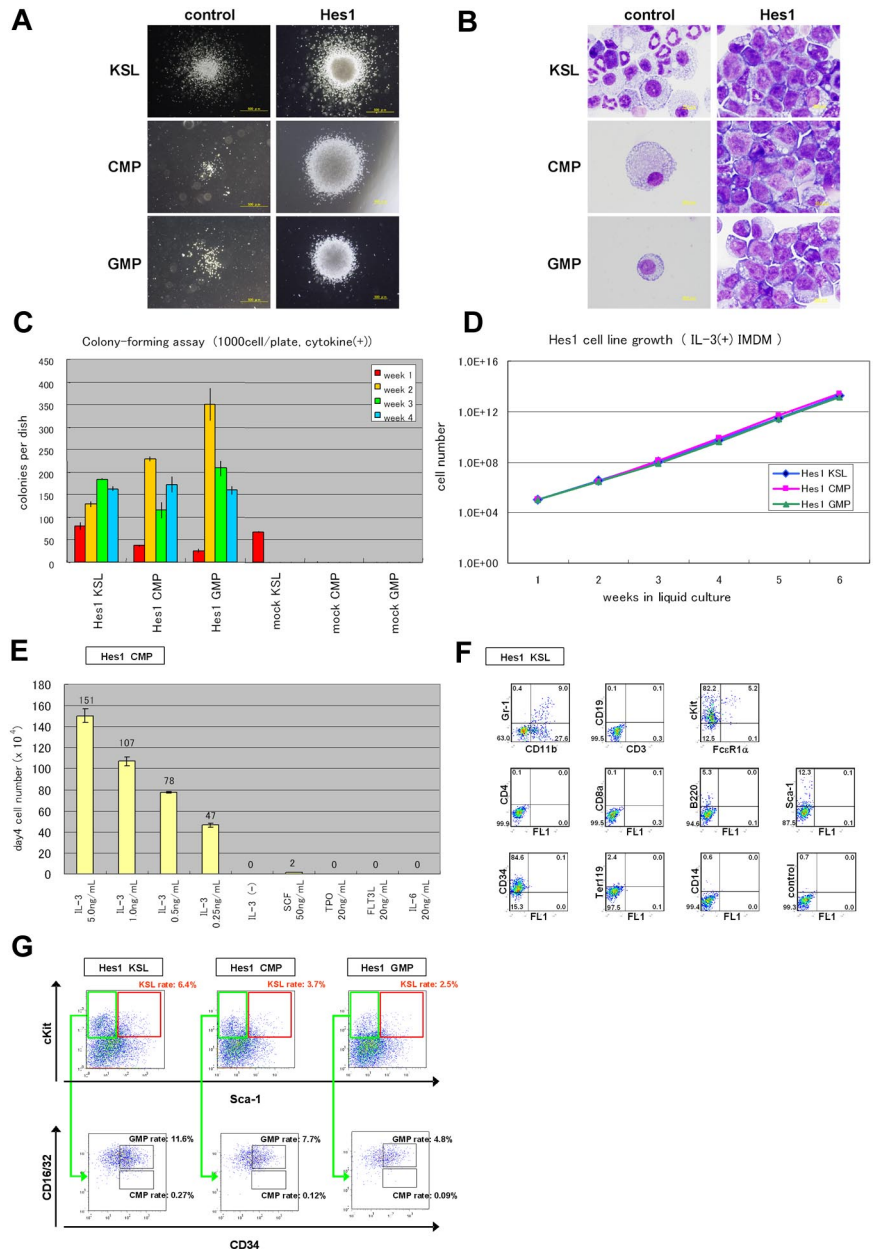 A
control Hes1
KSL
CMP
GMP
B
control Hes1
KSL
CMP
GMP
C
Colony-forming assay (1000cell/plate, cytokine(+))
colonies per dish
450
400
350
300
250
200
150
100
50
0
week 1
week 2
week 3
week 4
Hes1 KSL
Hes1 CMP
Hes1 GMP
mock KSL
mock CMP
mock GMP
D
Hes1 cell line growth ( IL-3(+) IMDM )
cell number
1.0E+16
1.0E+12
1.0E+08
1.0E+04
1.0E+00
Hes1 KSL
Hes1 CMP
Hes1 GMP
1 2 3 4 5 6
weeks in liquid culture
E
Hes1 CMP
day4 cell number (x 10⁻⁶)
180
160
140
120
100
80
60
40
20
0
151
107
78
47
0
2
0
0
0
IL-3 5.0ng/mL
IL-3 1.0ng/mL
IL-3 0.5ng/mL
IL-3 0.25ng/mL
IL-3 (-)
SCF 50ng/mL
TPO 20ng/mL
FLT3L 20ng/mL
IL-6 20ng/mL
F
Hes1 KSL
Gr-1
0.4 9.0
63.0 27.6
CD11b
CD19
0.1 0.1
99.5 0.3
CD3
cKit
82.2 5.2
12.5 0.1
FcεR1α
CD4
0.1 0.0
99.9 0.0
FL1
CD8a
0.1 0.0
99.5 0.3
FL1
B220
5.3 0.0
94.6 0.1
FL1
Sca-1
12.3 0.1
87.5 0.1
FL1
CD34
84.6 0.1
15.3 0.1
FL1
Ter119
2.4 0.0
97.5 0.1
FL1
CD14
0.6 0.0
99.4 0.0
FL1
control
0.7 0.0
99.3 0.0
FL1
G
Hes1 KSL
Hes1 CMP
Hes1 GMP
KSL rate: 6.4%
KSL rate: 3.7%
KSL rate: 2.5%
cKit
Sca-1
GMP rate: 11.6%
CMP rate: 0.27%
GMP rate: 7.7%
CMP rate: 0.12%
GMP rate: 4.8%
CMP rate: 0.09%
CD16/32
CD34